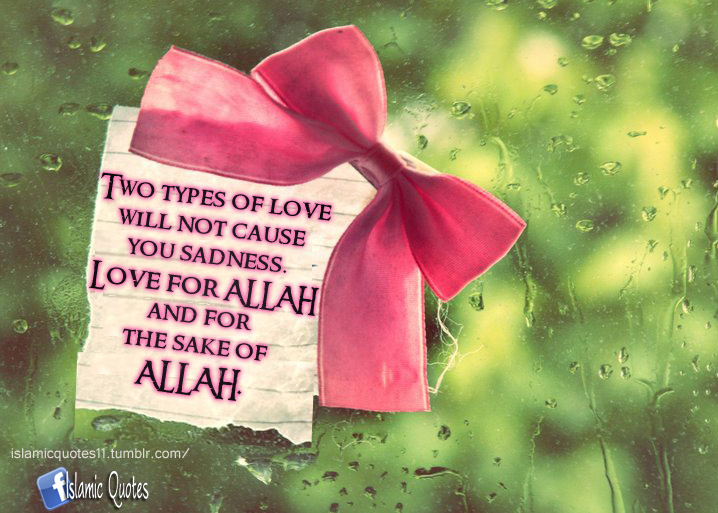 Two types of love
will not cause
you sadness.
Love for ALLAH
and for
the sake of
ALLAH.
islamicquotes11.tumblr.com/
f Islamic Quotes